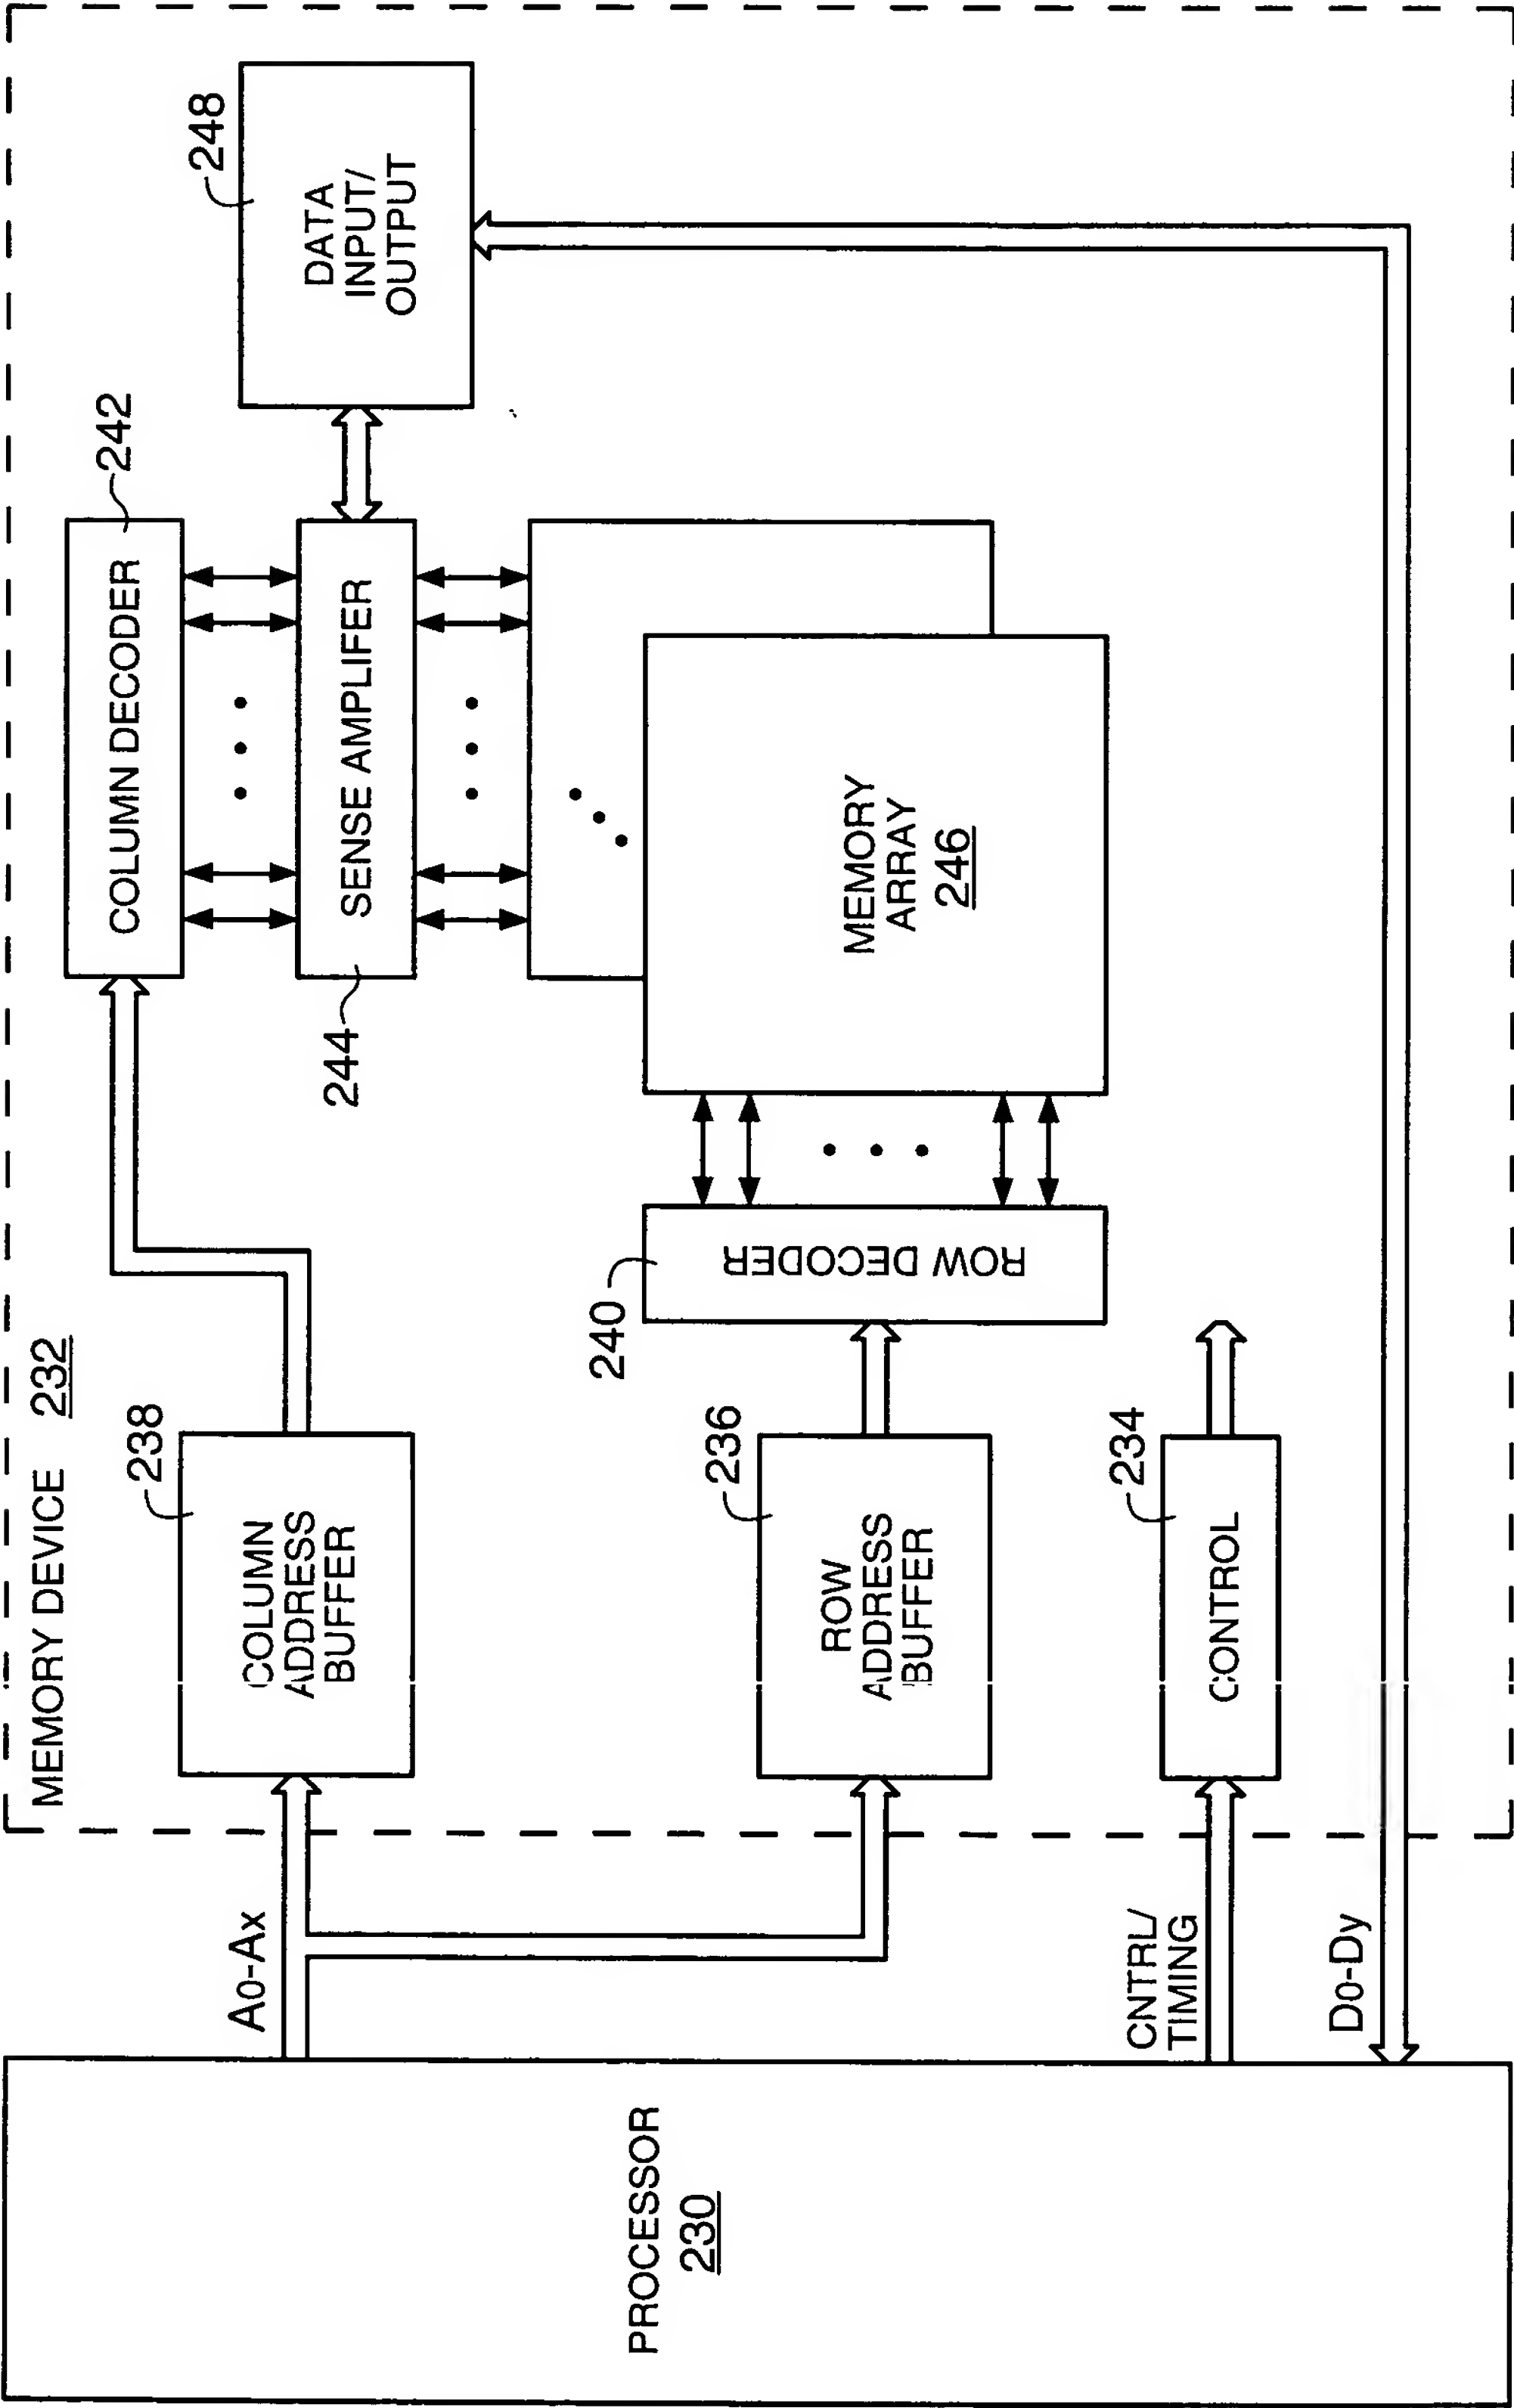 MEMORY DEVICE 232
PROCESSOR
230
A0-Ax
CNTRL/
TIMING
D0-Dy
238
COLUMN
ADDRESS
BUFFER
236
ROW
ADDRESS
BUFFER
234
CONTROL
240
ROW DECODER
242
COLUMN DECODER
244
SENSE AMPLIFER
MEMORY
ARRAY
246
248
DATA
INPUT/
OUTPUT